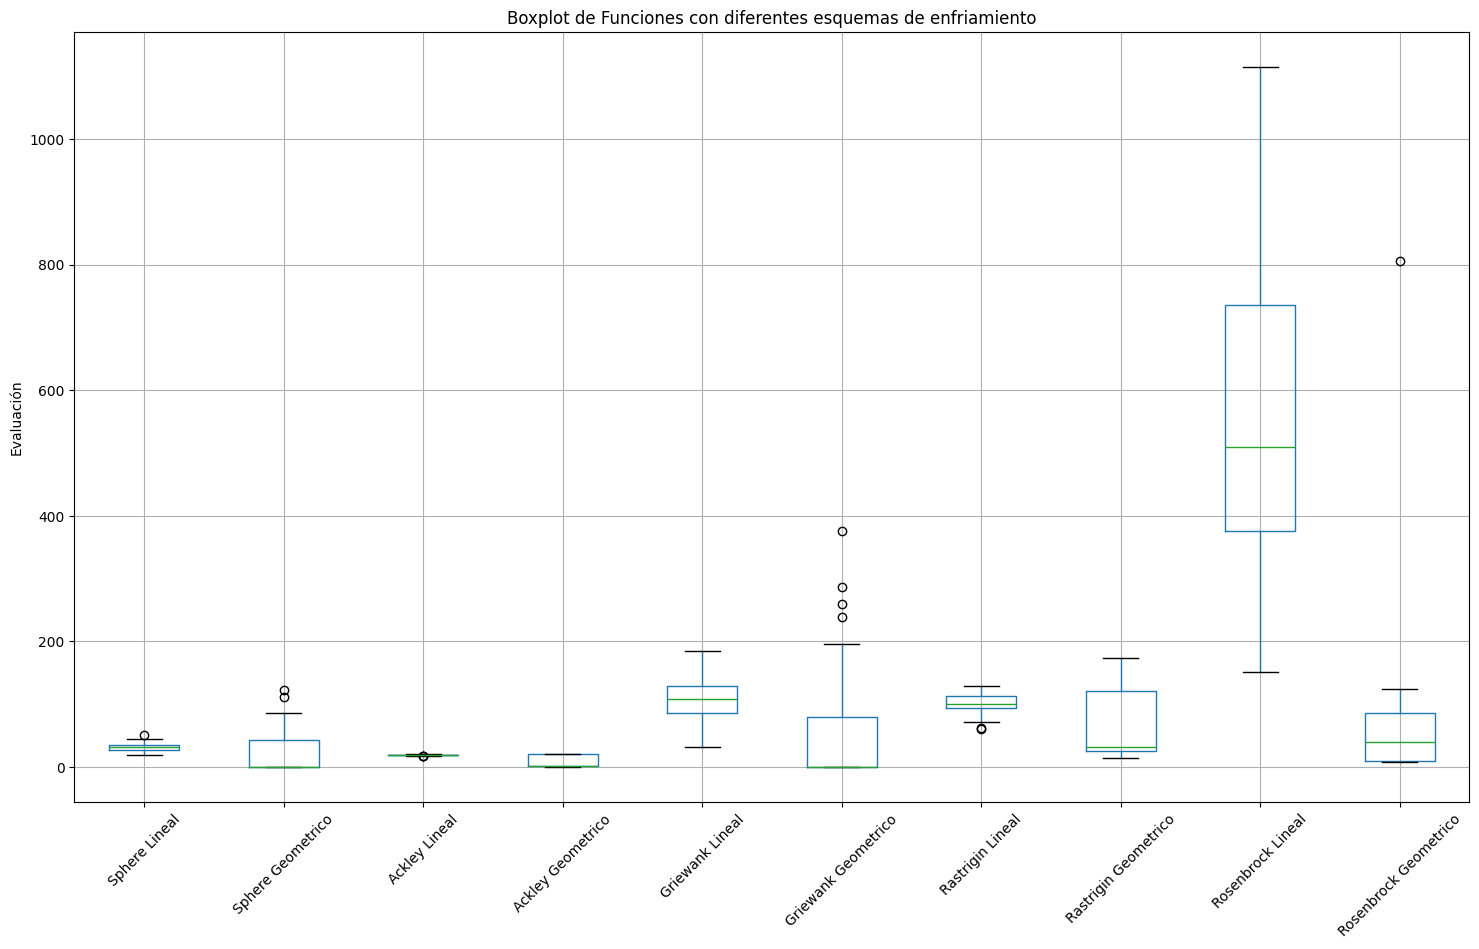 Boxplot de Funciones con diferentes esquemas de enfriamiento
Evaluación
1000
800
600
400
200
0
Sphere Lineal
Sphere Geometrico
Ackley Lineal
Ackley Geometrico
Griewank Lineal
Griewank Geometrico
Rastrigin Lineal
Rastrigin Geometrico
Rosenbrock Lineal
Rosenbrock Geometrico